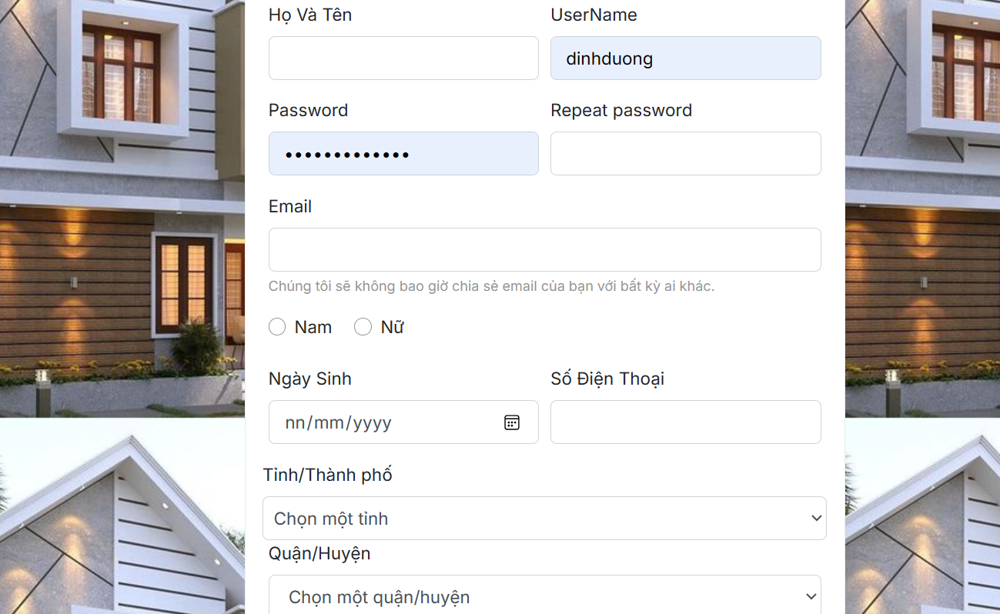 Họ Và Tên UserName
dinhduong
Password Repeat password
•••••••••••••
Email
Chúng tôi sẽ không bao giờ chia sẻ email của bạn với bất kỳ ai khác.
Nam Nữ
Ngày Sinh Số Điện Thoại
nn/mm/yyyy
Tỉnh/Thành phố
Chọn một tỉnh
Quận/Huyện
Chọn một quận/huyện